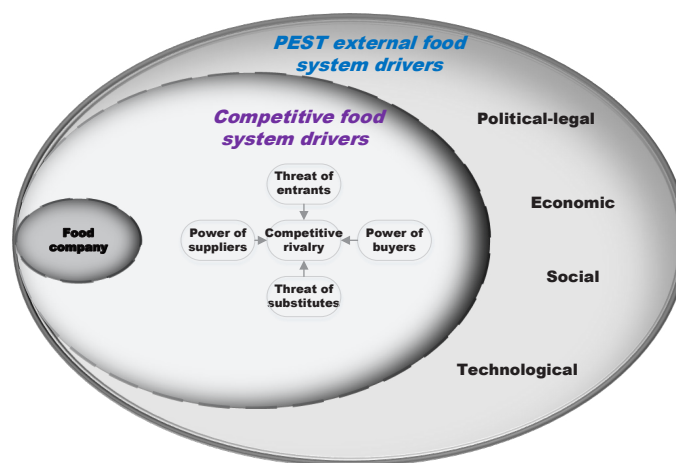 PEST external food
system drivers
Competitive food
system drivers
Political-legal
Threat of
entrants
Economic
Food
company
Power of
suppliers
Competitive
rivalry
Power of
buyers
Social
Threat of
substitutes
Technological